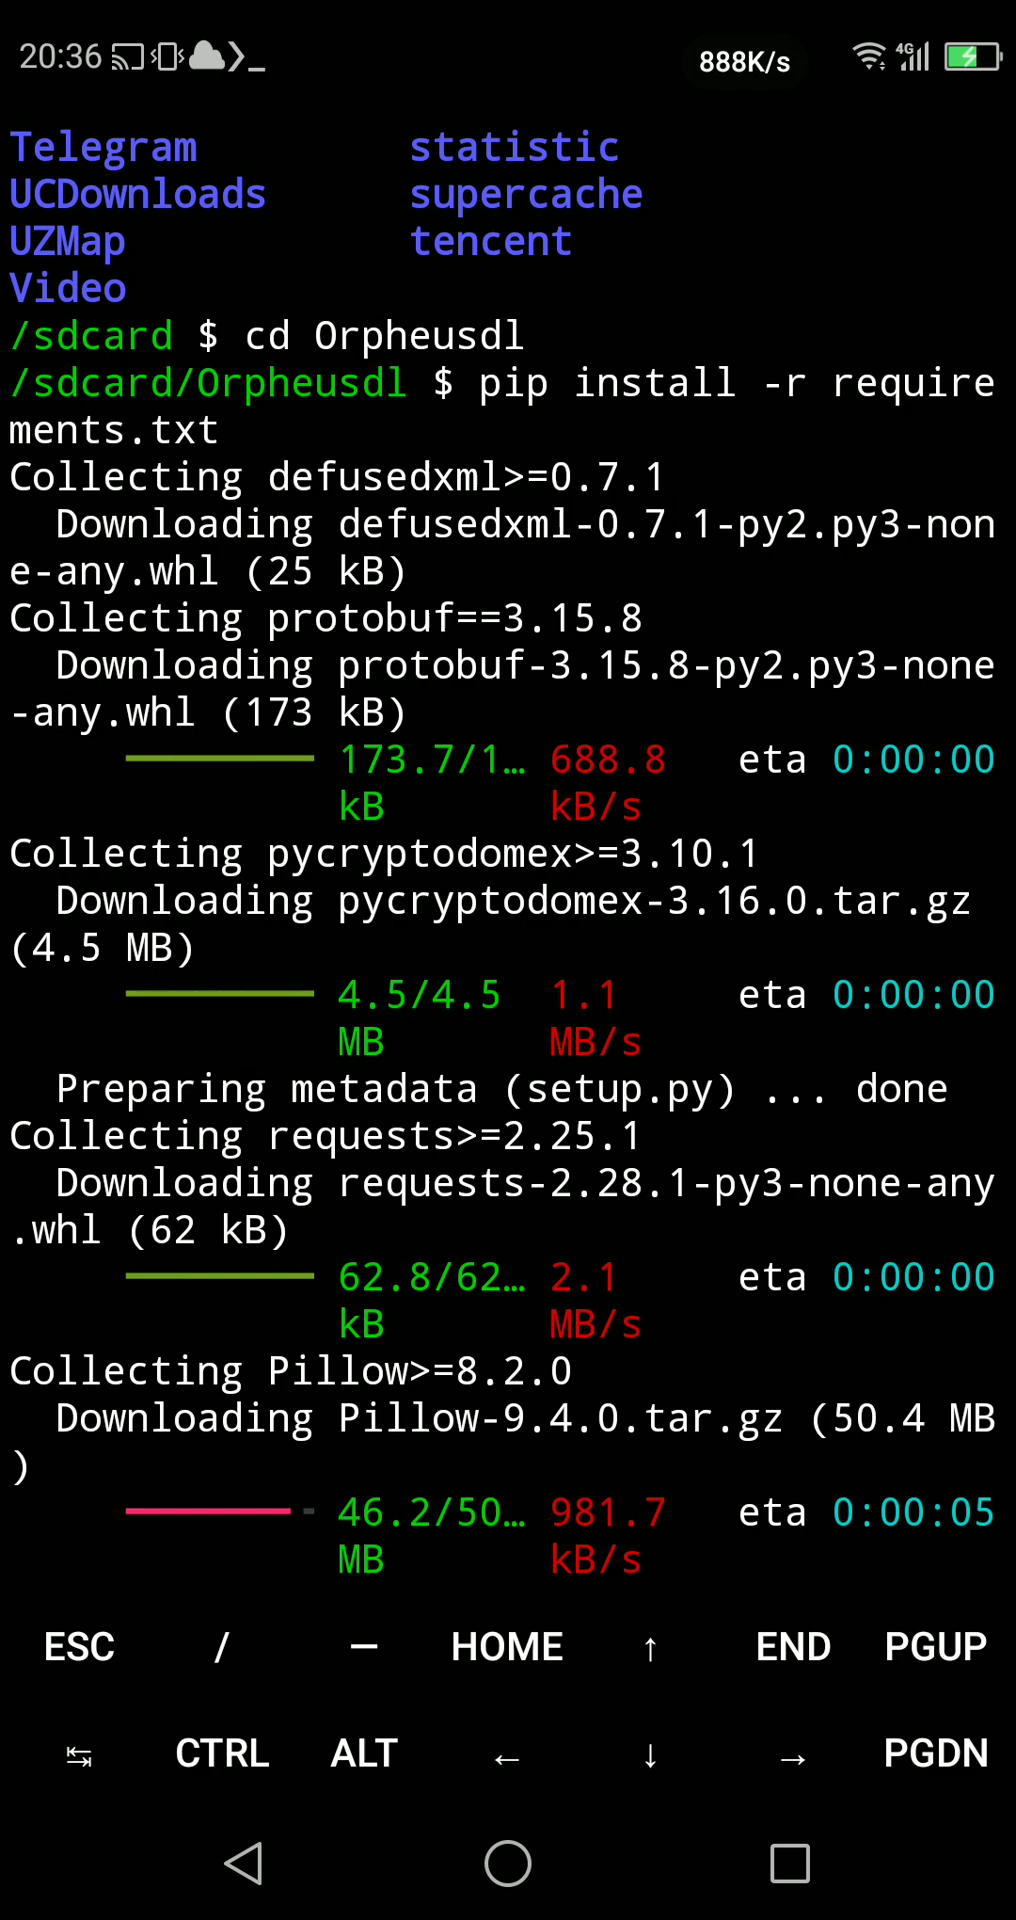 20:36 888K/s 4G
Telegram statistic
UCDownloads supercache
UZMap tencent
Video
/sdcard $ cd Orpheusdl
/sdcard/Orpheusdl $ pip install -r require
ments.txt
Collecting defusedxml>=0.7.1
  Downloading defusedxml-0.7.1-py2.py3-non
e-any.whl (25 kB)
Collecting protobuf==3.15.8
  Downloading protobuf-3.15.8-py2.py3-none
-any.whl (173 kB)
173.7/1… 688.8 eta 0:00:00
kB kB/s
Collecting pycryptodomex>=3.10.1
  Downloading pycryptodomex-3.16.0.tar.gz
(4.5 MB)
4.5/4.5 1.1 eta 0:00:00
MB MB/s
  Preparing metadata (setup.py) ... done
Collecting requests>=2.25.1
  Downloading requests-2.28.1-py3-none-any
.whl (62 kB)
62.8/62… 2.1 eta 0:00:00
kB MB/s
Collecting Pillow>=8.2.0
  Downloading Pillow-9.4.0.tar.gz (50.4 MB
)
46.2/50… 981.7 eta 0:00:05
MB kB/s
ESC / — HOME ↑ END PGUP
↹ CTRL ALT ← ↓ → PGDN